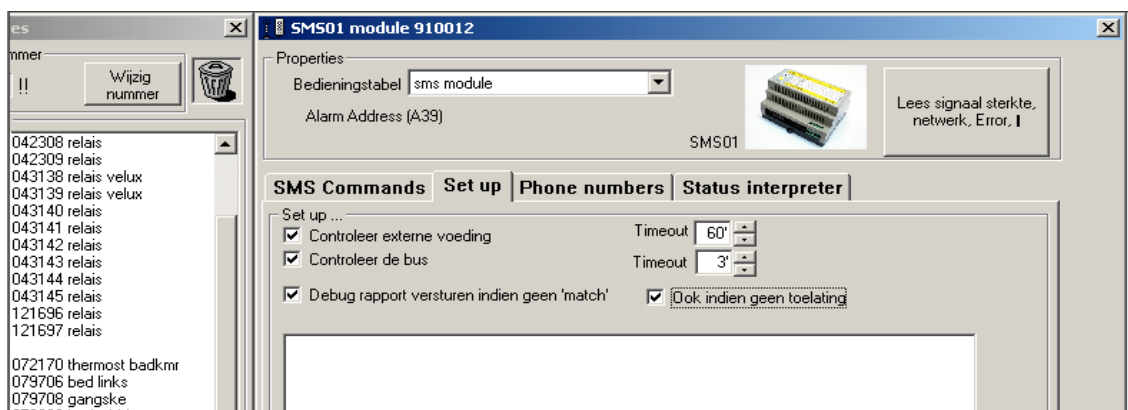 es
SMS01 module 910012
mmer
!!
Wijzig
nummer
Properties
Bedieningstabel sms module
Alarm Address (A39)
SMS01
Lees signaal sterkte,
netwerk, Error, I
042308 relais
042309 relais
043138 relais velux
043139 relais velux
043140 relais
043141 relais
043142 relais
043143 relais
043144 relais
043145 relais
121696 relais
121697 relais
072170 thermost badkmr
079706 bed links
079708 gangske
SMS Commands Set up Phone numbers Status interpreter
Set up ...
Controleer externe voeding Timeout 60'
Controleer de bus Timeout 3'
Debug rapport versturen indien geen 'match' Ook indien geen toelating